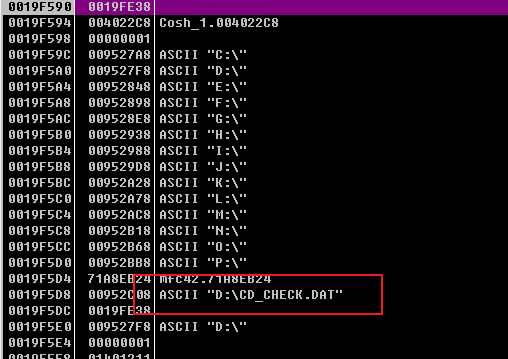 0019F590 0019FE38
0019F594 004022C8 Cosh_1.004022C8
0019F598 00000001
0019F59C 009527A8 ASCII "C:\"
0019F5A0 009527F8 ASCII "D:\"
0019F5A4 00952848 ASCII "E:\"
0019F5A8 00952898 ASCII "F:\"
0019F5AC 009528E8 ASCII "G:\"
0019F5B0 00952938 ASCII "H:\"
0019F5B4 00952988 ASCII "I:\"
0019F5B8 009529D8 ASCII "J:\"
0019F5BC 00952A28 ASCII "K:\"
0019F5C0 00952A78 ASCII "L:\"
0019F5C4 00952AC8 ASCII "M:\"
0019F5C8 00952B18 ASCII "N:\"
0019F5CC 00952B68 ASCII "O:\"
0019F5D0 00952BB8 ASCII "P:\"
0019F5D4 71A8EB24 mfc42.71A8EB24
0019F5D8 00952C08 ASCII "D:\CD_CHECK.DAT"
0019F5DC 0019FE38
0019F5E0 009527F8 ASCII "D:\"
0019F5E4 00000001